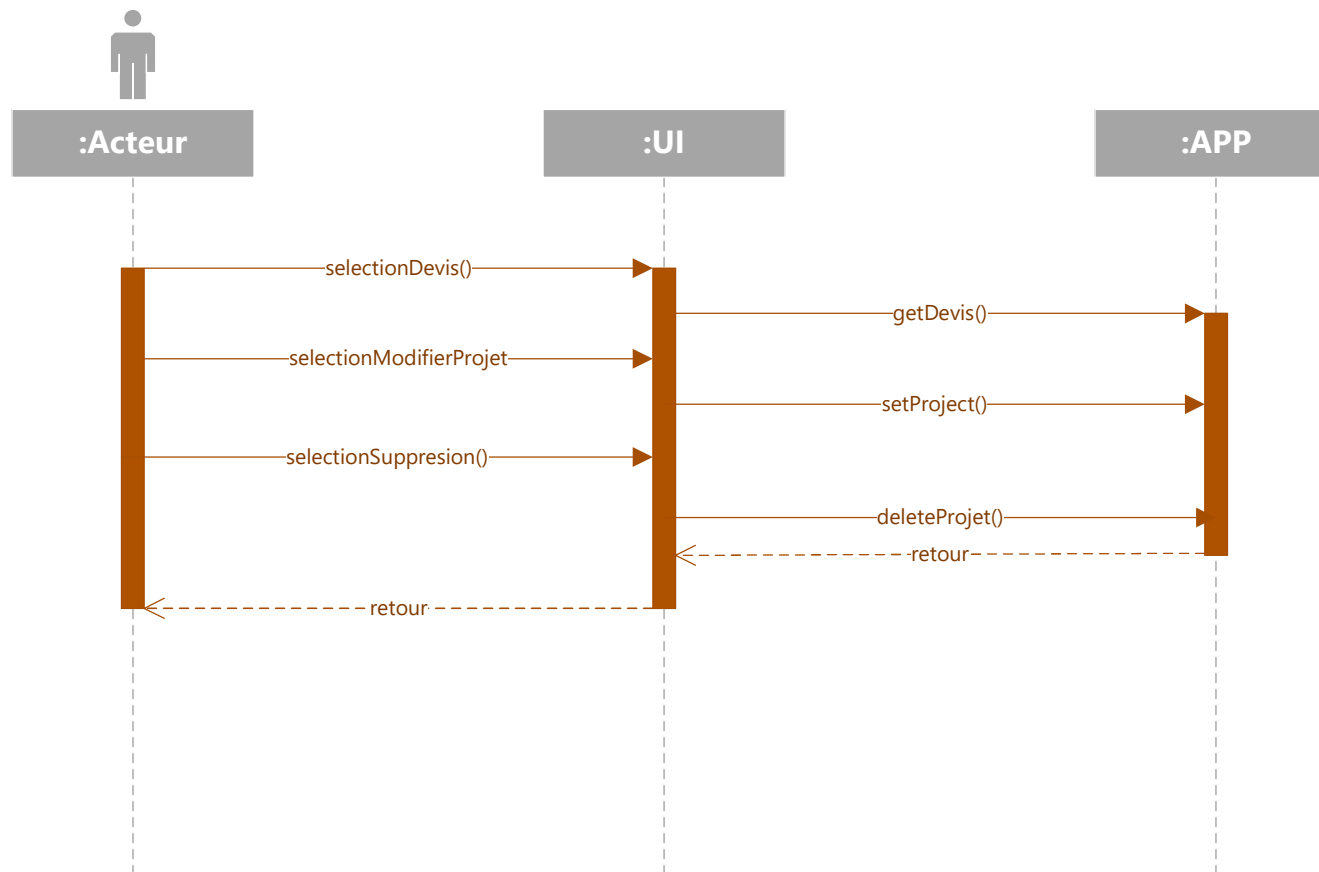 :Acteur
:UI
:APP
selectionDevis()
getDevis()
selectionModifierProjet
setProject()
selectionSuppresion()
deleteProjet()
retour
retour